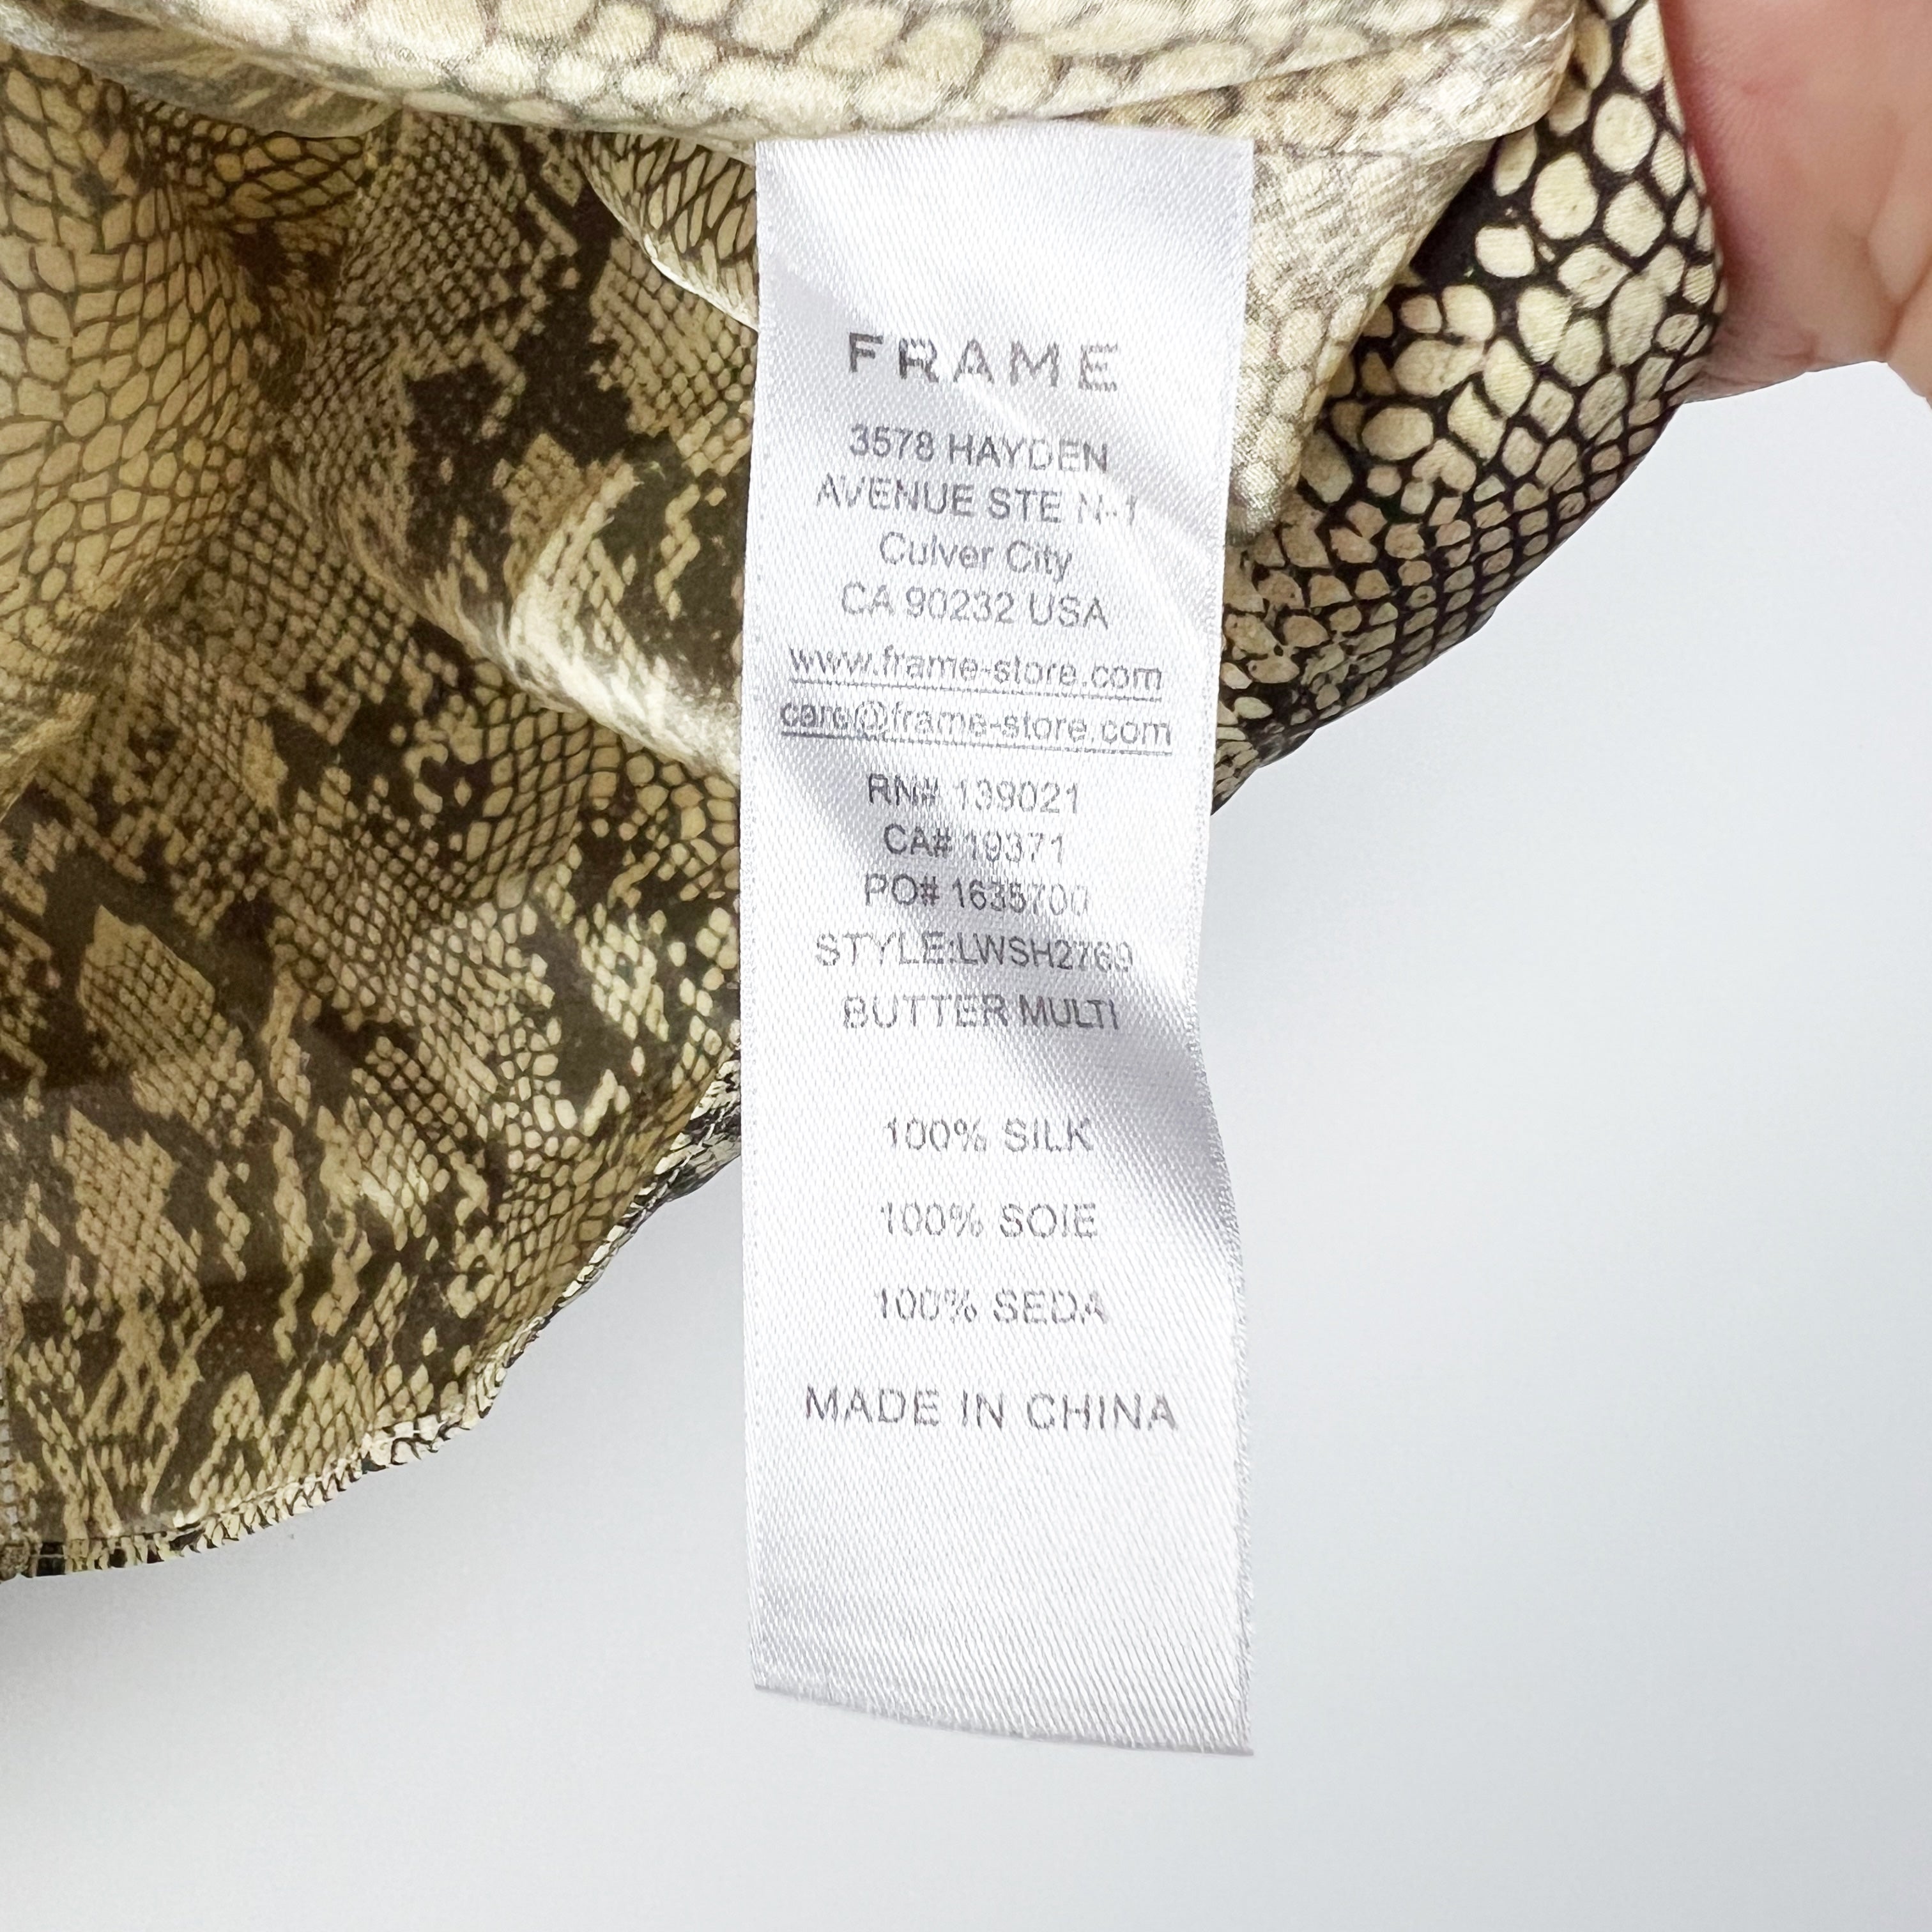 FRAME
3578 HAYDEN
AVENUE STE N-1
Culver City
CA 90232 USA
www.frame-store.com
care@frame-store.com
RN# 139021
CA# 19371
PO# 1635700
STYLE:LWSH2769
BUTTER MULTI
100% SILK
100% SOIE
100% SEDA
MADE IN CHINA